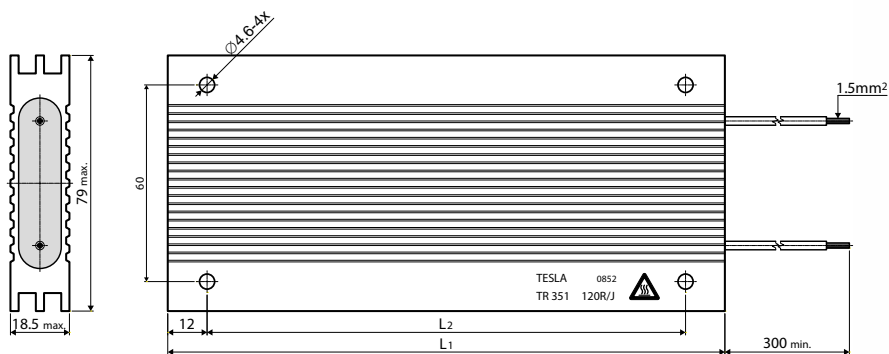 Ø4.6-4x
1.5mm²
79 max.
60
TESLA 0852
TR 351 120R/J
18.5 max.
12
L2
L1
300 min.